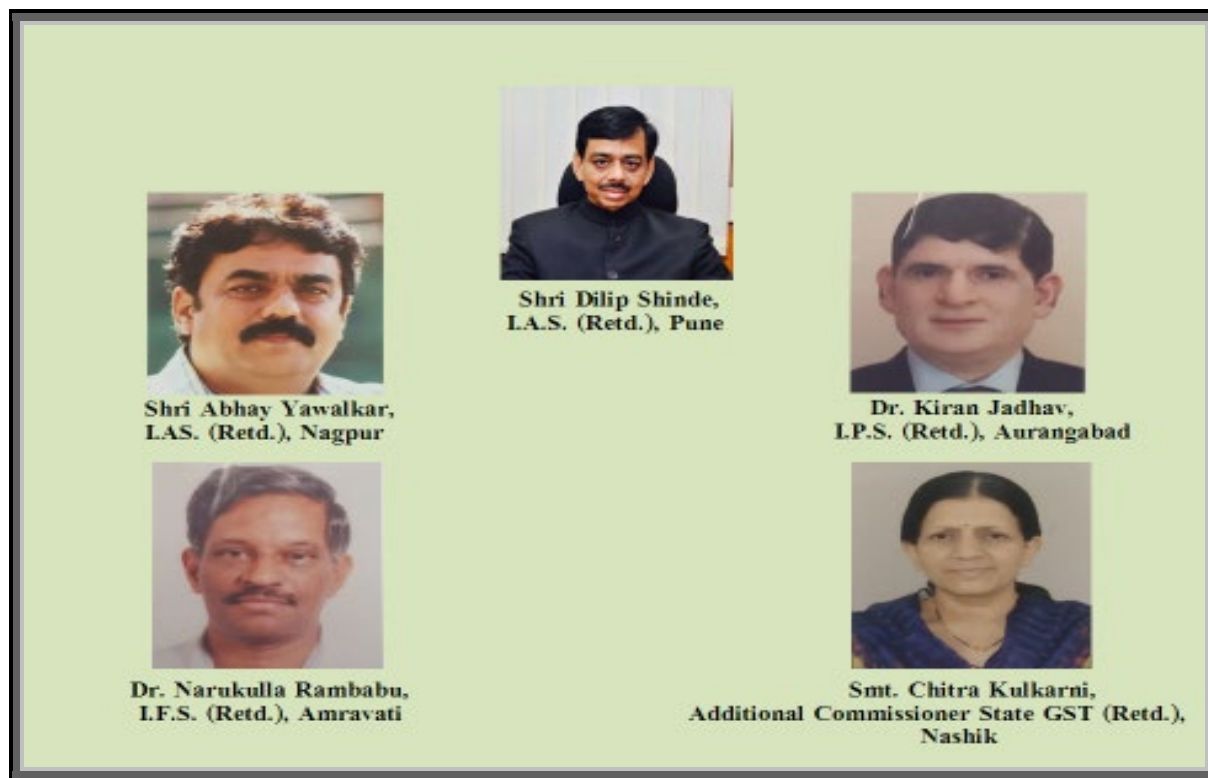 Shri Dilip Shinde,
I.A.S. (Retd.), Pune
Shri Abhay Yawalkar,
I.AS. (Retd.), Nagpur
Dr. Kiran Jadhav,
I.P.S. (Retd.), Aurangabad
Dr. Narukulla Rambabu,
I.F.S. (Retd.), Amravati
Smt. Chitra Kulkarni,
Additional Commissioner State GST (Retd.),
Nashik